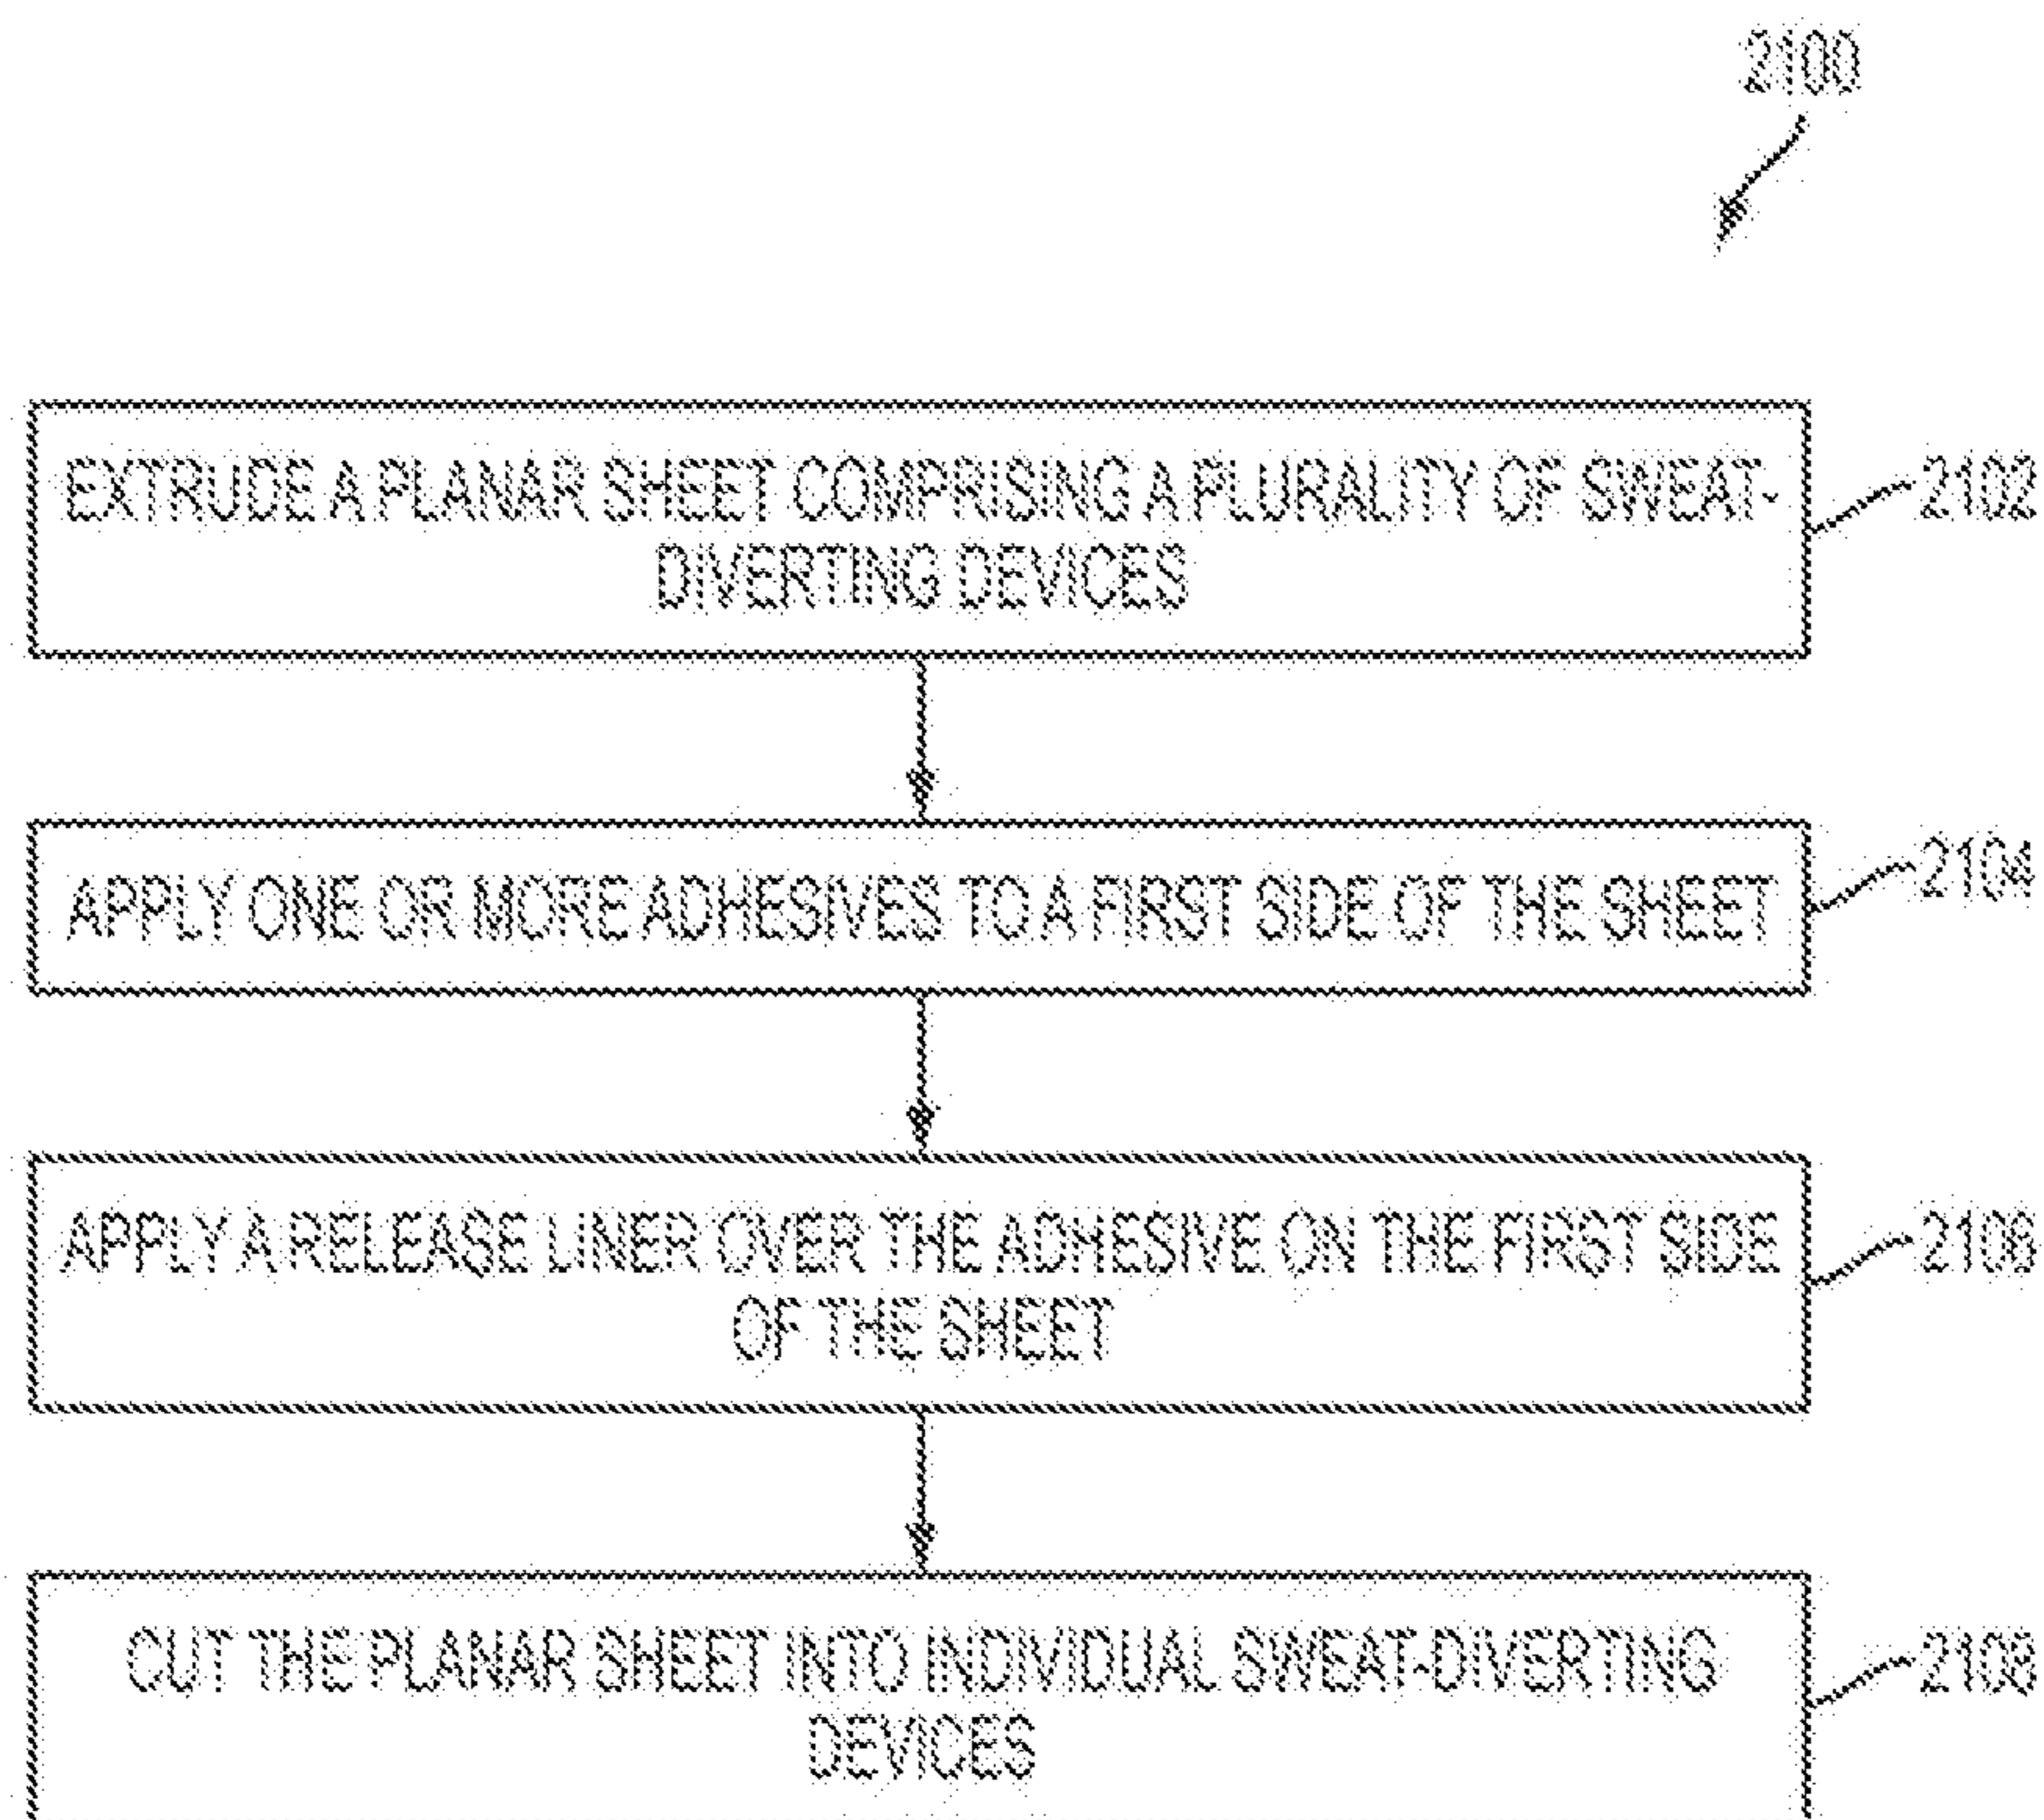 2100
EXTRUDE A PLANAR SHEET COMPRISING A PLURALITY OF SWEAT-
DIVERTING DEVICES
2102
APPLY ONE OR MORE ADHESIVES TO A FIRST SIDE OF THE SHEET
2104
APPLY A RELEASE LINER OVER THE ADHESIVE ON THE FIRST SIDE
OF THE SHEET
2106
CUT THE PLANAR SHEET INTO INDIVIDUAL SWEAT-DIVERTING
DEVICES
2108